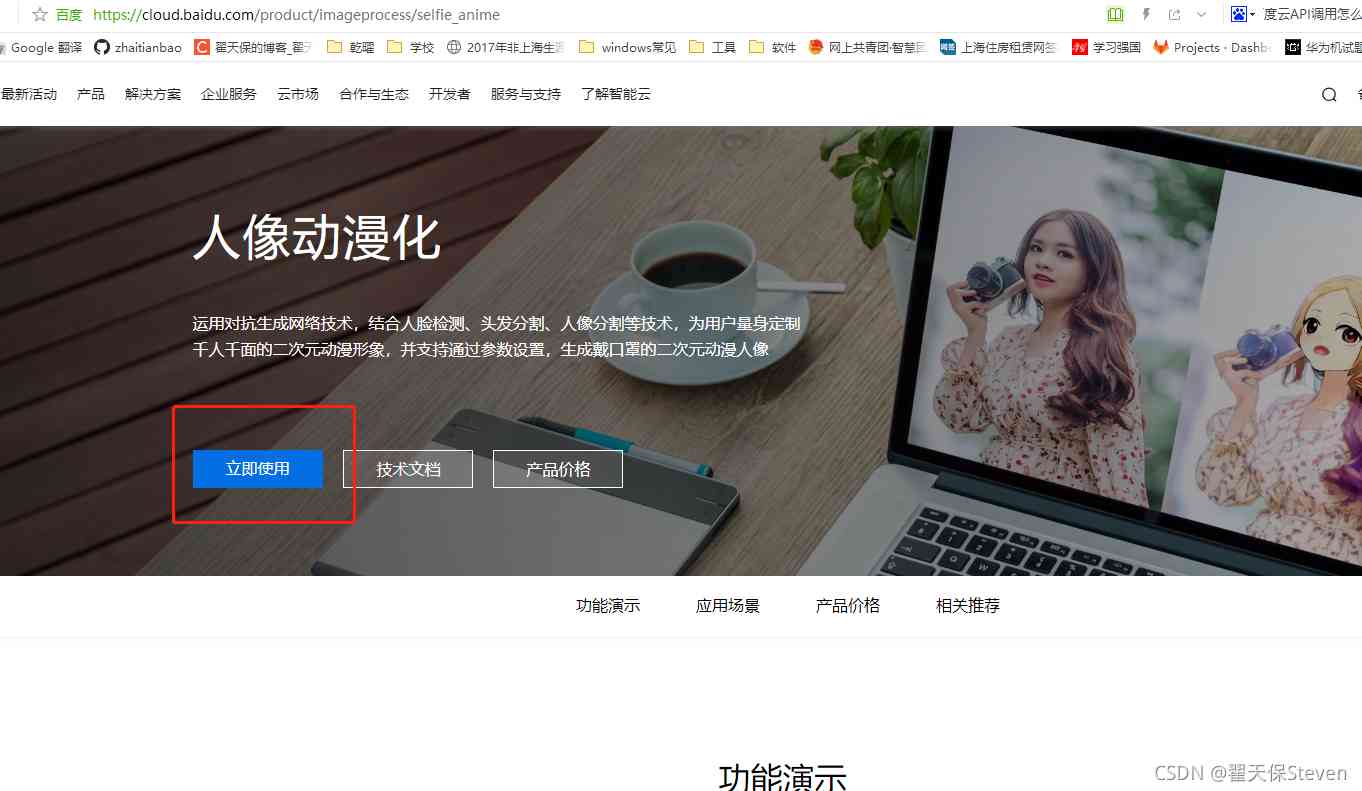 百度 https://cloud.baidu.com/product/imageprocess/selfie_anime 度云API调用怎么
Google 翻译 zhaitianbao 翟天保的博客_翟天 乾曜 学校 2017年非上海生源 windows常见 工具 软件 网上共青团·智慧团 上海住房租赁网签 学习强国 Projects · Dashbo 华为机试题
最新活动 产品 解决方案 企业服务 云市场 合作与生态 开发者 服务与支持 了解智能云
人像动漫化
运用对抗生成网络技术，结合人脸检测、头发分割、人像分割等技术，为用户量身定制
千人千面的二次元动漫形象，并支持通过参数设置，生成戴口罩的二次元动漫人像
立即使用 技术文档 产品价格
功能演示 应用场景 产品价格 相关推荐
功能演示
CSDN @翟天保Steven